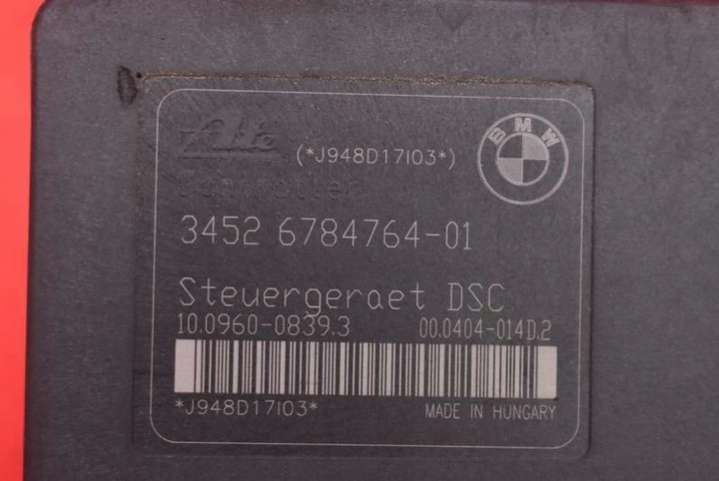 Ate (*J948D17I03*) BMW
3452 6784764-01
Steuergeraet DSC
10.0960-0839.3 00.0404-014D.2
*J948D17I03* MADE IN HUNGARY